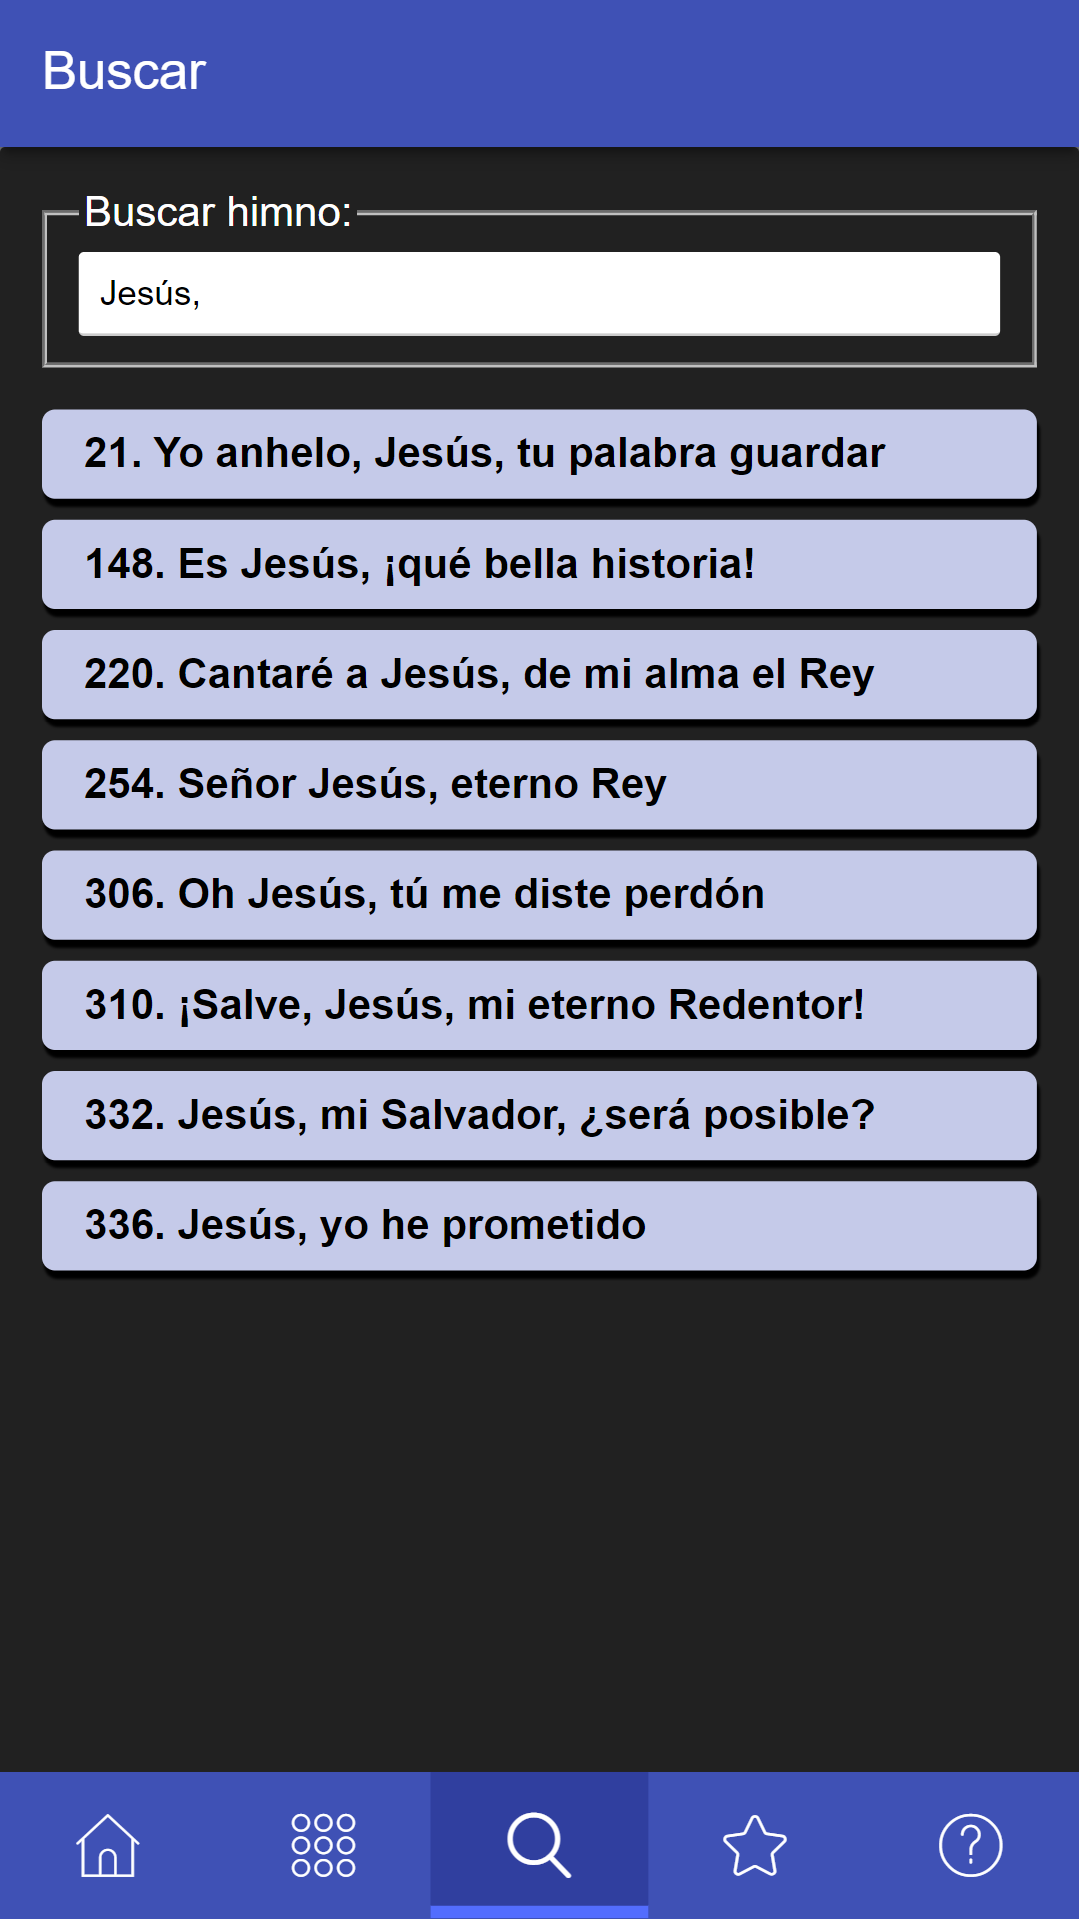 Buscar
Buscar himno:
Jesús,
21. Yo anhelo, Jesús, tu palabra guardar
148. Es Jesús, ¡qué bella historia!
220. Cantaré a Jesús, de mi alma el Rey
254. Señor Jesús, eterno Rey
306. Oh Jesús, tú me diste perdón
310. ¡Salve, Jesús, mi eterno Redentor!
332. Jesús, mi Salvador, ¿será posible?
336. Jesús, yo he prometido